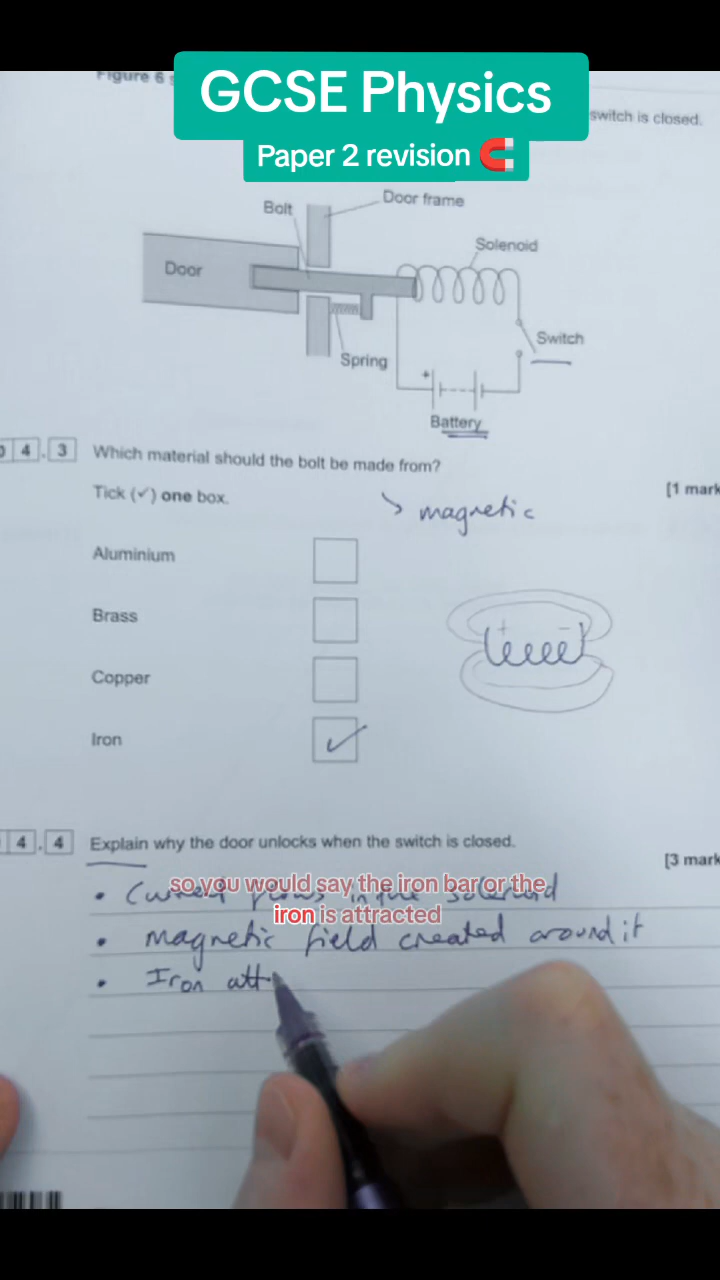 Figure 6
GCSE Physics
switch is closed.
Paper 2 revision
Door frame
Bolt
Solenoid
Door
Switch
Spring
+
Battery
0 4 . 3 Which material should the bolt be made from?
[1 mark
Tick (✓) one box.
magnetic
Aluminium
Brass
+ -
Copper
Iron ✓
4 . 4 Explain why the door unlocks when the switch is closed.
[3 mark
so you would say the iron bar or the
• Current flows in the solenoid
iron is attracted
• magnetic field created around it
• Iron att